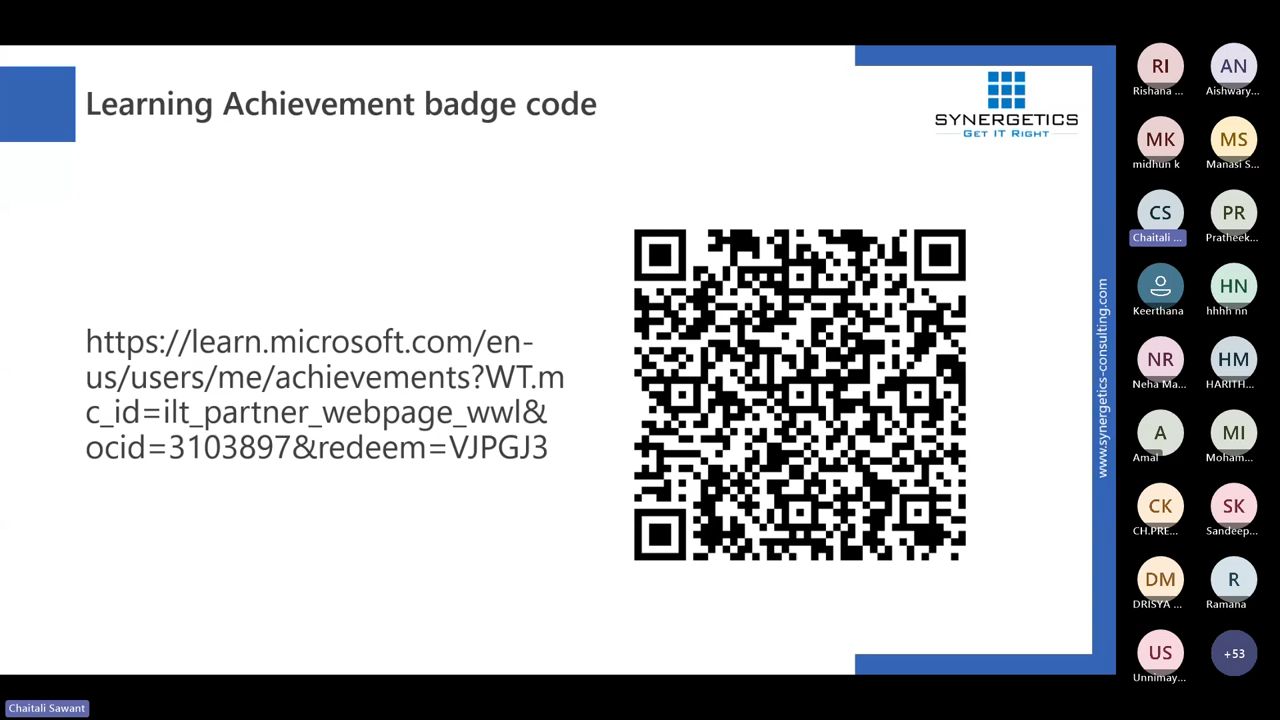 Learning Achievement badge code
SYNERGETICS
GET IT RIGHT
https://learn.microsoft.com/en-
us/users/me/achievements?WT.m
c_id=ilt_partner_webpage_wwl&
ocid=3103897&redeem=VJPGJ3
www.synergetics-consulting.com
RI
Rishana ...
AN
Aishwary...
MK
midhun k
MS
Manasi S...
CS
Chaitali ...
PR
Pratheek...
Keerthana
HN
hhhh nn
NR
Neha Ma...
HM
HARITH...
A
Amal
MI
Moham...
CK
CH.PRE...
SK
Sandeep...
DM
DRISYA ...
R
Ramana
US
Unnimay...
+53
Chaitali Sawant